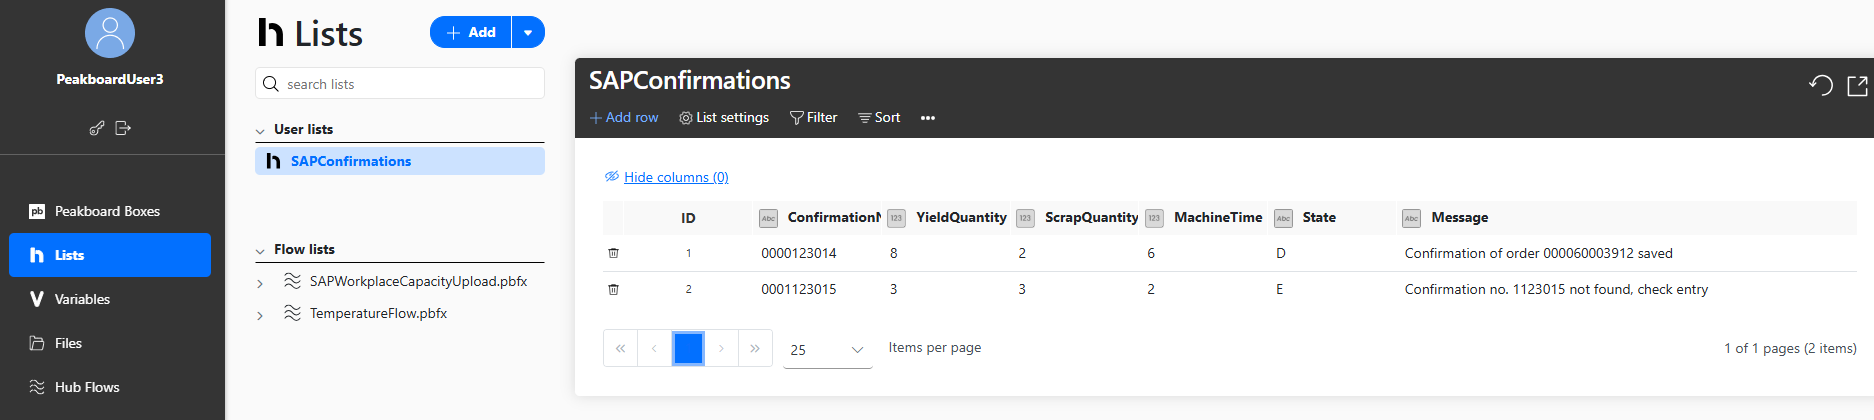 PeakboardUser3
pb Peakboard Boxes
Lists
Variables
Files
Hub Flows
Lists
Add
search lists
User lists
SAPConfirmations
Flow lists
SAPWorkplaceCapacityUpload.pbfx
TemperatureFlow.pbfx
SAPConfirmations
+ Add row List settings Filter Sort •••
Hide columns (0)
ID Abc ConfirmationN 123 YieldQuantity 123 ScrapQuantity 123 MachineTime Abc State Abc Message
1 0000123014 8 2 6 D Confirmation of order 000060003912 saved
2 0001123015 3 3 2 E Confirmation no. 1123015 not found, check entry
« ‹ › » 25 Items per page 1 of 1 pages (2 items)